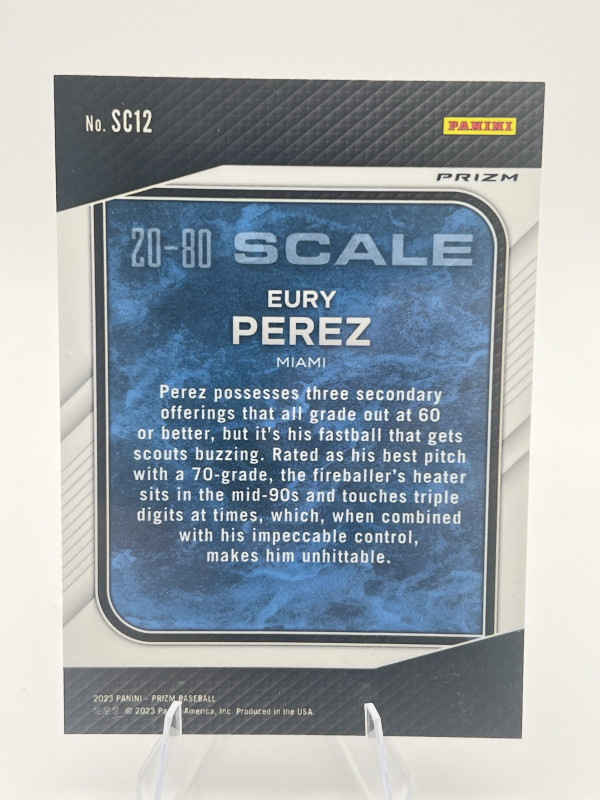 No. SC12
PANINI
PRIZM
20-80 SCALE
EURY
PEREZ
MIAMI
Perez possesses three secondary
offerings that all grade out at 60
or better, but it's his fastball that gets
scouts buzzing. Rated as his best pitch
with a 70-grade, the fireballer's heater
sits in the mid-90s and touches triple
digits at times, which, when combined
with his impeccable control,
makes him unhittable.
2023 PANINI – PRIZM BASEBALL
© 2023 America, Inc. Produced in the USA.